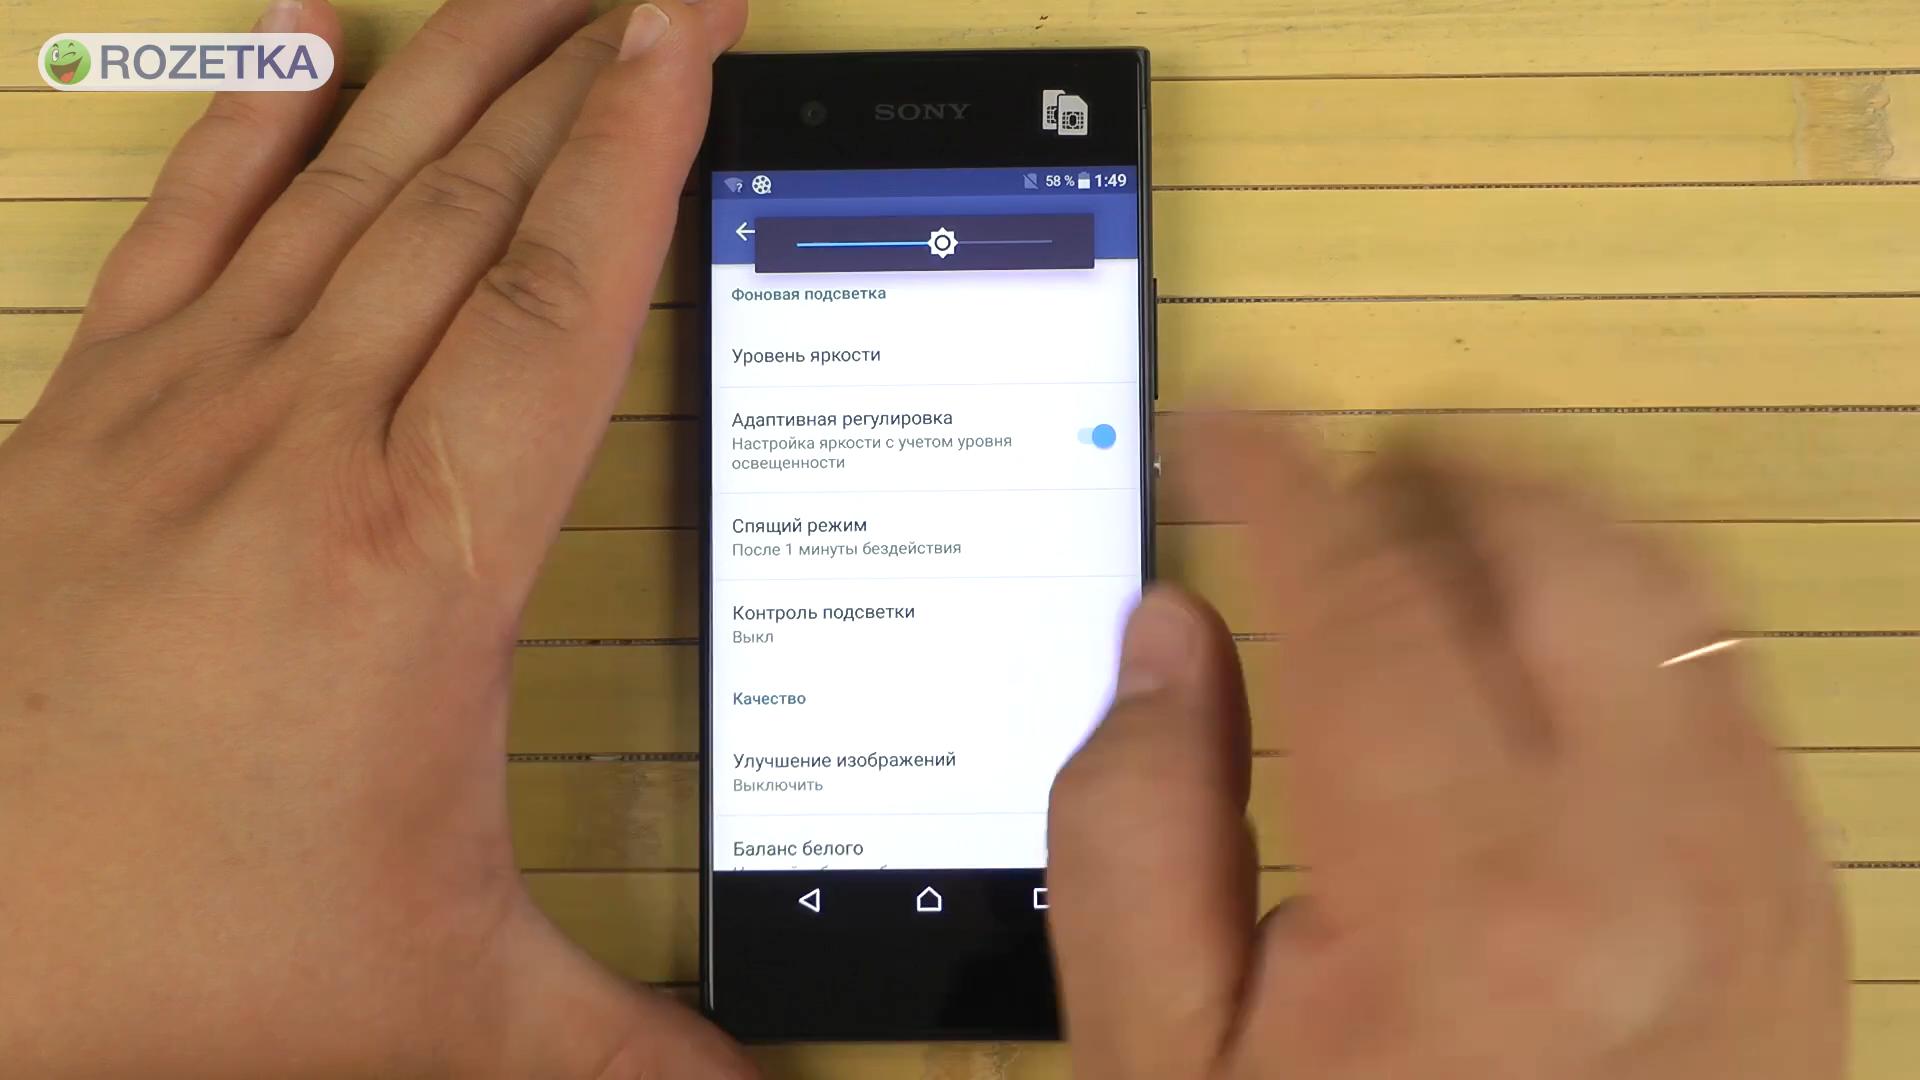 ROZETKA
SONY
? 58 % 1:49
Фоновая подсветка
Уровень яркости
Адаптивная регулировка
Настройка яркости с учетом уровня
освещенности
Спящий режим
После 1 минуты бездействия
Контроль подсветки
Выкл
Качество
Улучшение изображений
Выключить
Баланс белого